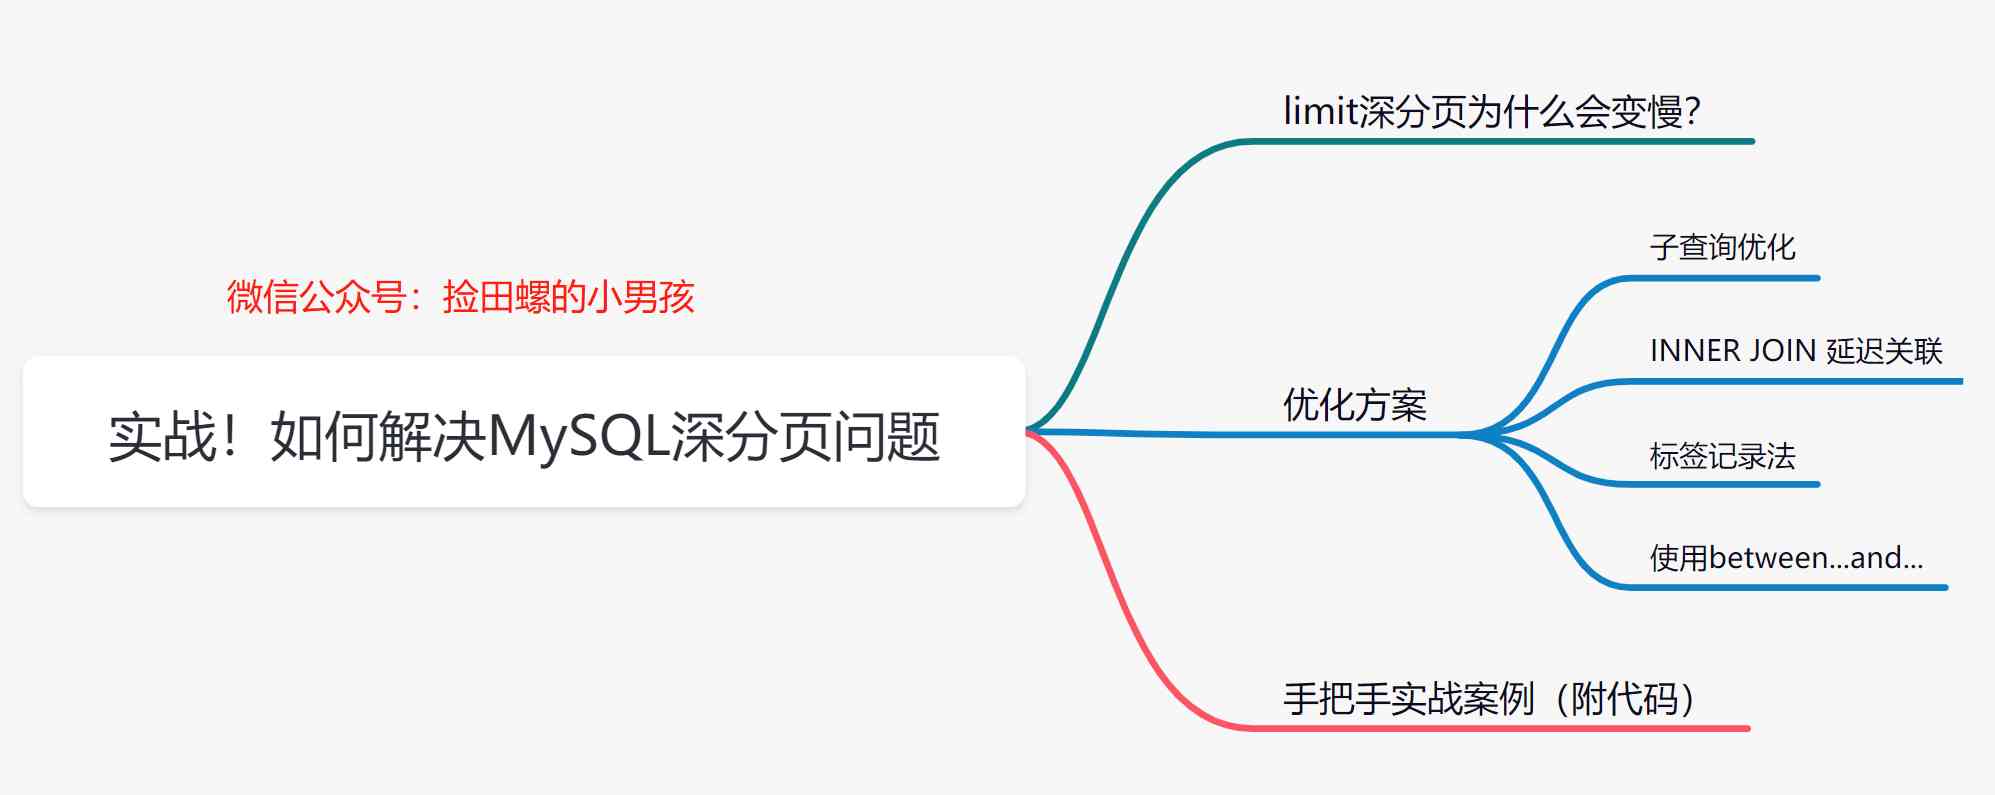 微信公众号：捡田螺的小男孩
实战！如何解决MySQL深分页问题
limit深分页为什么会变慢?
优化方案
子查询优化
INNER JOIN 延迟关联
标签记录法
使用between...and...
手把手实战案例（附代码）